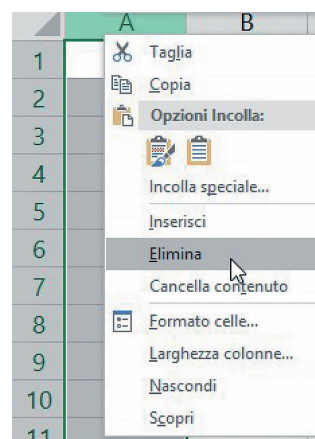 A B
1 Taglia
2 Copia
3 Opzioni Incolla:
4 Incolla speciale...
5 Inserisci
6 Elimina
7 Cancella contenuto
8 Formato celle...
9 Larghezza colonne...
10 Nascondi
11 Scopri